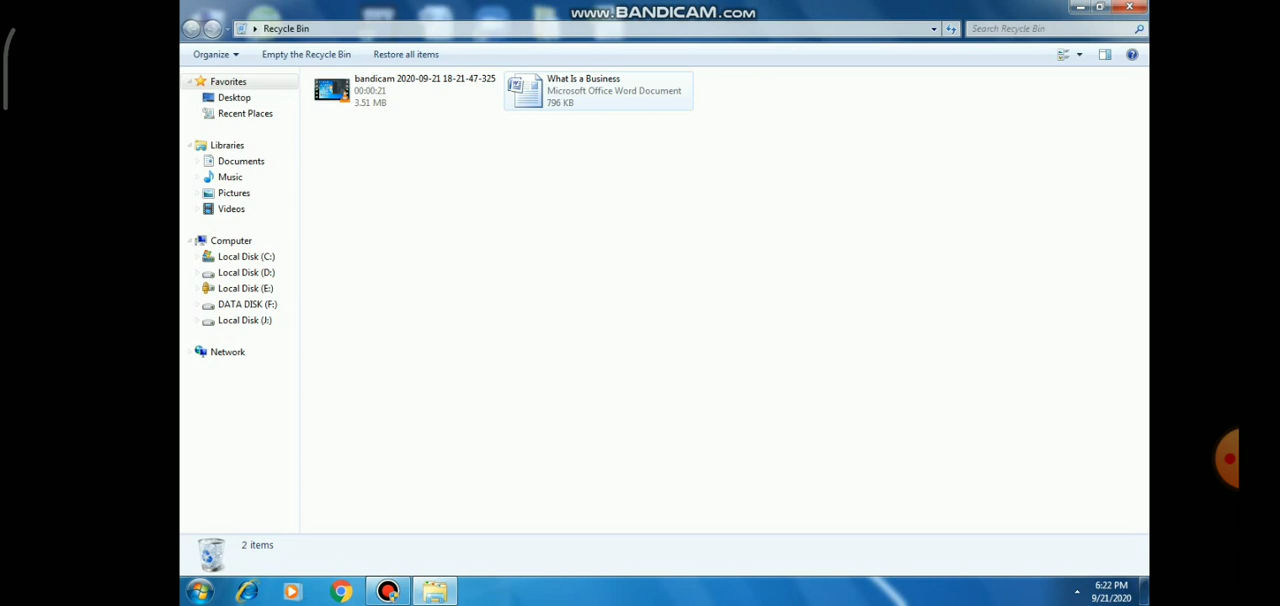 www.BANDICAM.com
Recycle Bin
Search Recycle Bin
Organize
Empty the Recycle Bin
Restore all items
Favorites
Desktop
Recent Places
Libraries
Documents
Music
Pictures
Videos
Computer
Local Disk (C:)
Local Disk (D:)
Local Disk (E:)
DATA DISK (F:)
Local Disk (J:)
Network
bandicam 2020-09-21 18-21-47-325
00:00:21
3.51 MB
What Is a Business
Microsoft Office Word Document
796 KB
2 items
6:22 PM
9/21/2020